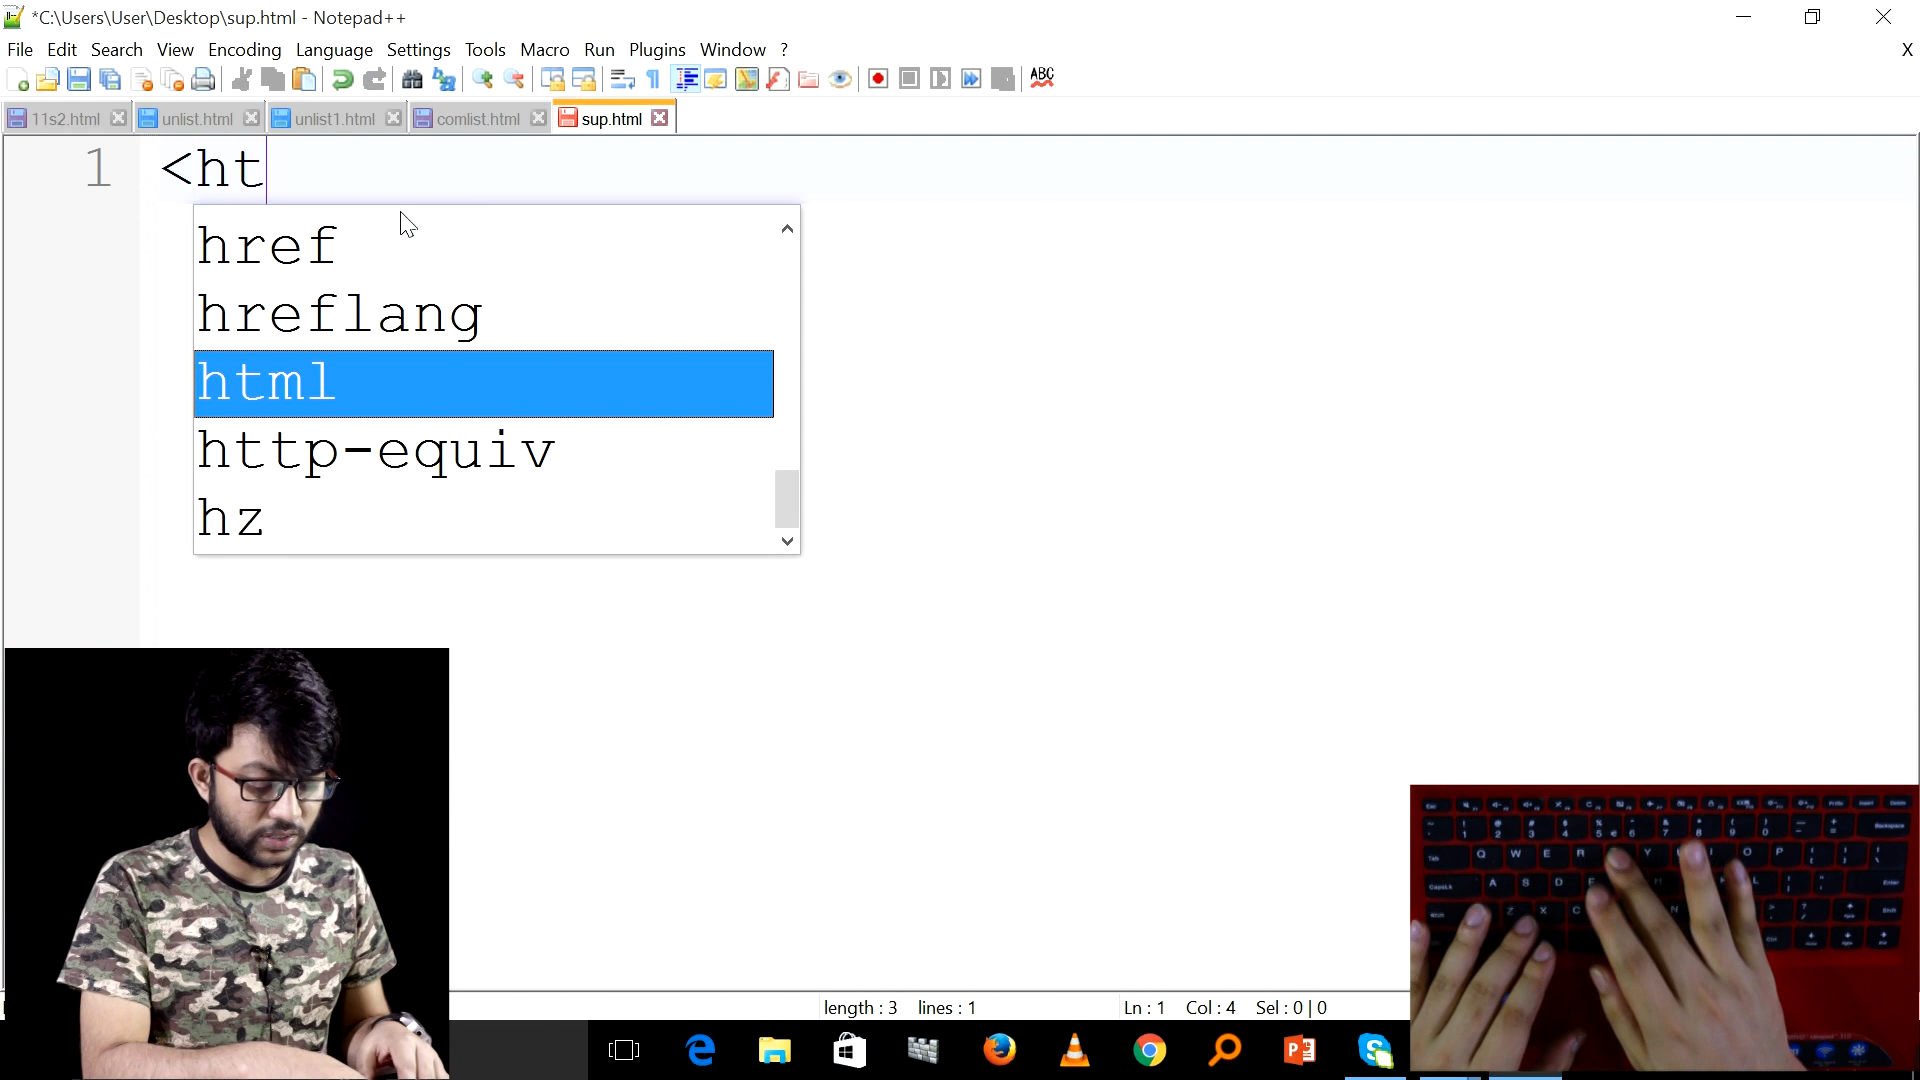 *C:\Users\User\Desktop\sup.html - Notepad++
File Edit Search View Encoding Language Settings Tools Macro Run Plugins Window ? X
ABC
11s2.html unlist.html unlist1.html comlist.html sup.html
1 <ht
href
hreflang
html
http-equiv
hz
length : 3 lines : 1 Ln : 1 Col : 4 Sel : 0 | 0